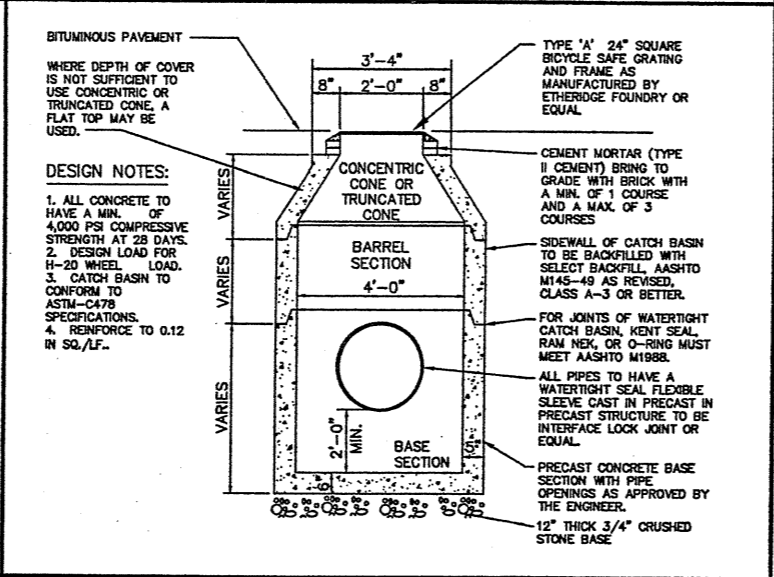 BITUMINOUS PAVEMENT
WHERE DEPTH OF COVER
IS NOT SUFFICIENT TO
USE CONCENTRIC OR
TRUNCATED CONE, A
FLAT TOP MAY BE
USED.
DESIGN NOTES:
1. ALL CONCRETE TO
HAVE A MIN. OF
4,000 PSI COMPRESSIVE
STRENGTH AT 28 DAYS.
2. DESIGN LOAD FOR
H-20 WHEEL LOAD.
3. CATCH BASIN TO
CONFORM TO
ASTM-C478
SPECIFICATIONS.
4. REINFORCE TO 0.12
IN SQ./LF..
3'-4"
8" 2'-0" 8"
VARIES
VARIES
VARIES
CONCENTRIC
CONE OR
TRUNCATED
CONE
BARREL
SECTION
4'-0"
2'-0"
MIN.
BASE
SECTION
5"
6"
TYPE 'A' 24" SQUARE
BICYCLE SAFE GRATING
AND FRAME AS
MANUFACTURED BY
ETHERIDGE FOUNDRY OR
EQUAL
CEMENT MORTAR (TYPE
II CEMENT) BRING TO
GRADE WITH BRICK WITH
A MIN. OF 1 COURSE
AND A MAX. OF 3
COURSES
SIDEWALL OF CATCH BASIN
TO BE BACKFILLED WITH
SELECT BACKFILL, AASHTO
M145-49 AS REVISED,
CLASS A-3 OR BETTER.
FOR JOINTS OF WATERTIGHT
CATCH BASIN, KENT SEAL,
RAM NEK, OR O-RING MUST
MEET AASHTO M1988.
ALL PIPES TO HAVE A
WATERTIGHT SEAL FLEXIBLE
SLEEVE CAST IN PRECAST IN
PRECAST STRUCTURE TO BE
INTERFACE LOCK JOINT OR
EQUAL
PRECAST CONCRETE BASE
SECTION WITH PIPE
OPENINGS AS APPROVED BY
THE ENGINEER.
12" THICK 3/4" CRUSHED
STONE BASE